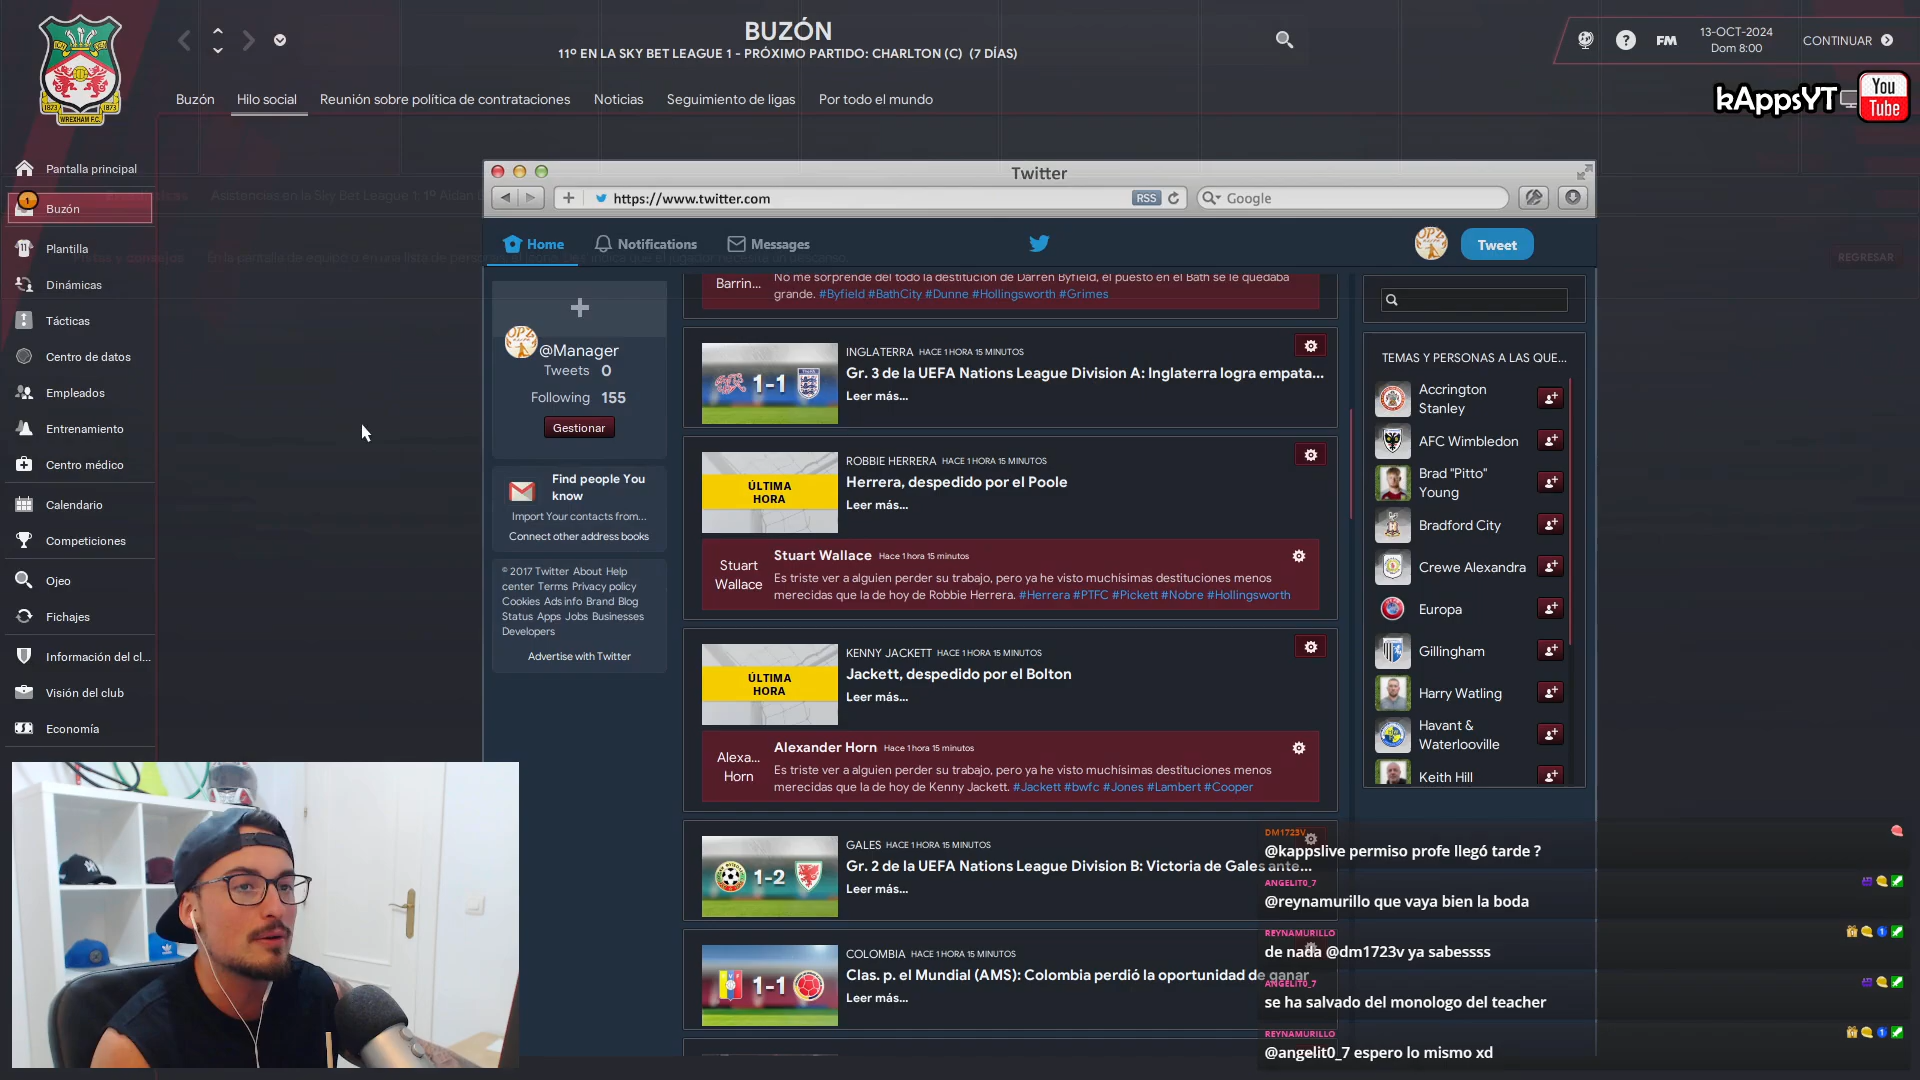 BUZÓN
11º EN LA SKY BET LEAGUE 1 - PRÓXIMO PARTIDO: CHARLTON (C) (7 DÍAS)
FM
13-OCT-2024
Dom 8:00
CONTINUAR
kAppsYT
You
Tube
WREXHAM F.C.
Buzón
Hilo social
Reunión sobre política de contrataciones
Noticias
Seguimiento de ligas
Por todo el mundo
Pantalla principal
1
Buzón
Plantilla
Dinámicas
Tácticas
Centro de datos
Empleados
Entrenamiento
Centro médico
Calendario
Competiciones
Ojeo
Fichajes
Información del cl...
Visión del club
Economía
REGRESAR
Twitter
https://www.twitter.com
RSS
Google
Home
Notifications
Messages
Tweet
@Manager
Tweets 0
Following 155
Gestionar
Find people You
know
Import Your contacts from...
Connect other address books
© 2017 Twitter About Help
center Terms Privacy policy
Cookies Ads info Brand Blog
Status Apps Jobs Businesses
Developers
Advertise with Twitter
Barrin...
No me sorprende del todo la destitución de Darren Byfield, el puesto en el Bath se le quedaba
grande. #Byfield #BathCity #Dunne #Hollingsworth #Grimes
1-1
INGLATERRA HACE 1 HORA 15 MINUTOS
Gr. 3 de la UEFA Nations League Division A: Inglaterra logra empata...
Leer más...
ÚLTIMA
HORA
ROBBIE HERRERA HACE 1 HORA 15 MINUTOS
Herrera, despedido por el Poole
Leer más...
Stuart
Wallace
Stuart Wallace Hace 1 hora 15 minutos
Es triste ver a alguien perder su trabajo, pero ya he visto muchísimas destituciones menos
merecidas que la de hoy de Robbie Herrera. #Herrera #PTFC #Pickett #Nobre #Hollingsworth
ÚLTIMA
HORA
KENNY JACKETT HACE 1 HORA 15 MINUTOS
Jackett, despedido por el Bolton
Leer más...
Alexa...
Horn
Alexander Horn Hace 1 hora 15 minutos
Es triste ver a alguien perder su trabajo, pero ya he visto muchísimas destituciones menos
merecidas que la de hoy de Kenny Jackett. #Jackett #bwfc #Jones #Lambert #Cooper
1-2
GALES HACE 1 HORA 15 MINUTOS
Gr. 2 de la UEFA Nations League Division B: Victoria de Gales ante...
Leer más...
1-1
COLOMBIA HACE 1 HORA 15 MINUTOS
Clas. p. el Mundial (AMS): Colombia perdió la oportunidad de ganar
Leer más...
TEMAS Y PERSONAS A LAS QUE...
Accrington
Stanley
AFC Wimbledon
Brad "Pitto"
Young
Bradford City
Crewe Alexandra
Europa
Gillingham
Harry Watling
Havant &
Waterlooville
Keith Hill
DM1723V
@kappslive permiso profe llegó tarde ?
ANGELIT0_7
@reynamurillo que vaya bien la boda
REYNAMURILLO
de nada @dm1723v ya sabessss
ANGELIT0_7
se ha salvado del monologo del teacher
REYNAMURILLO
@angelit0_7 espero lo mismo xd